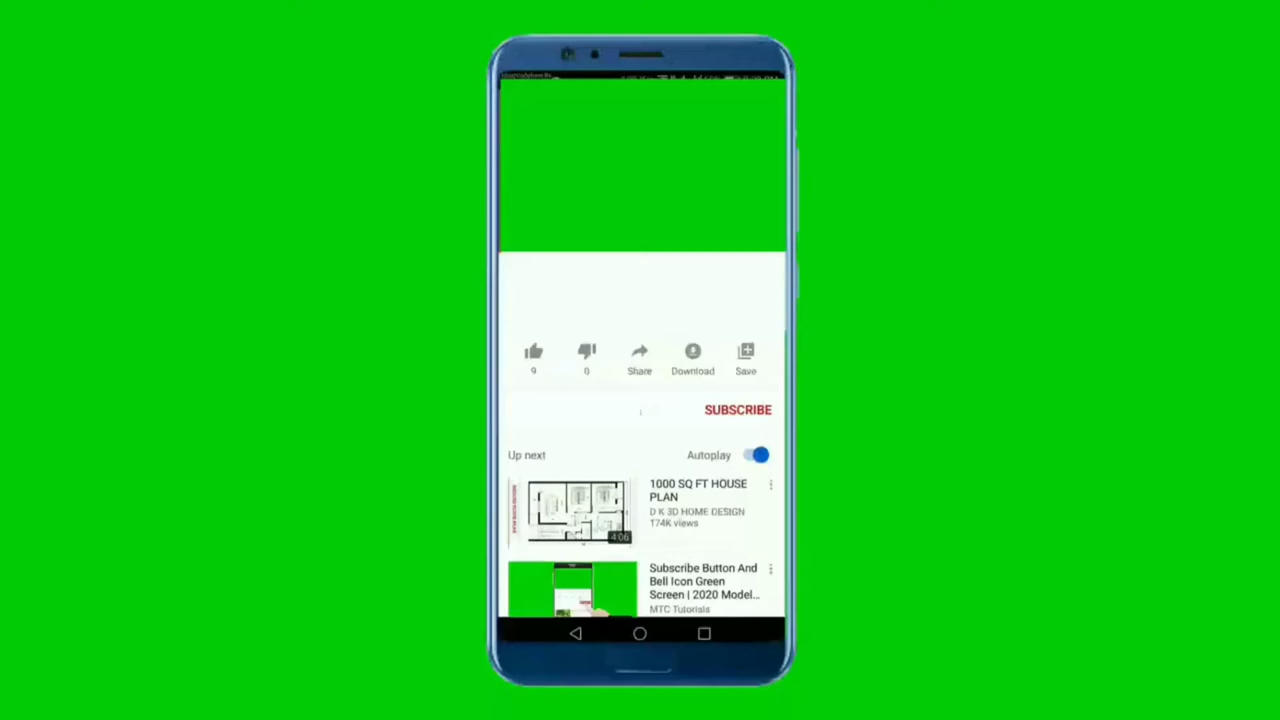 9
0
Share
Download
Save
SUBSCRIBE
Up next
Autoplay
1000 SQ FT HOUSE
PLAN
D K 3D HOME DESIGN
174K views
4:06
Subscribe Button And
Bell Icon Green
Screen | 2020 Model...
MTC Tutorials